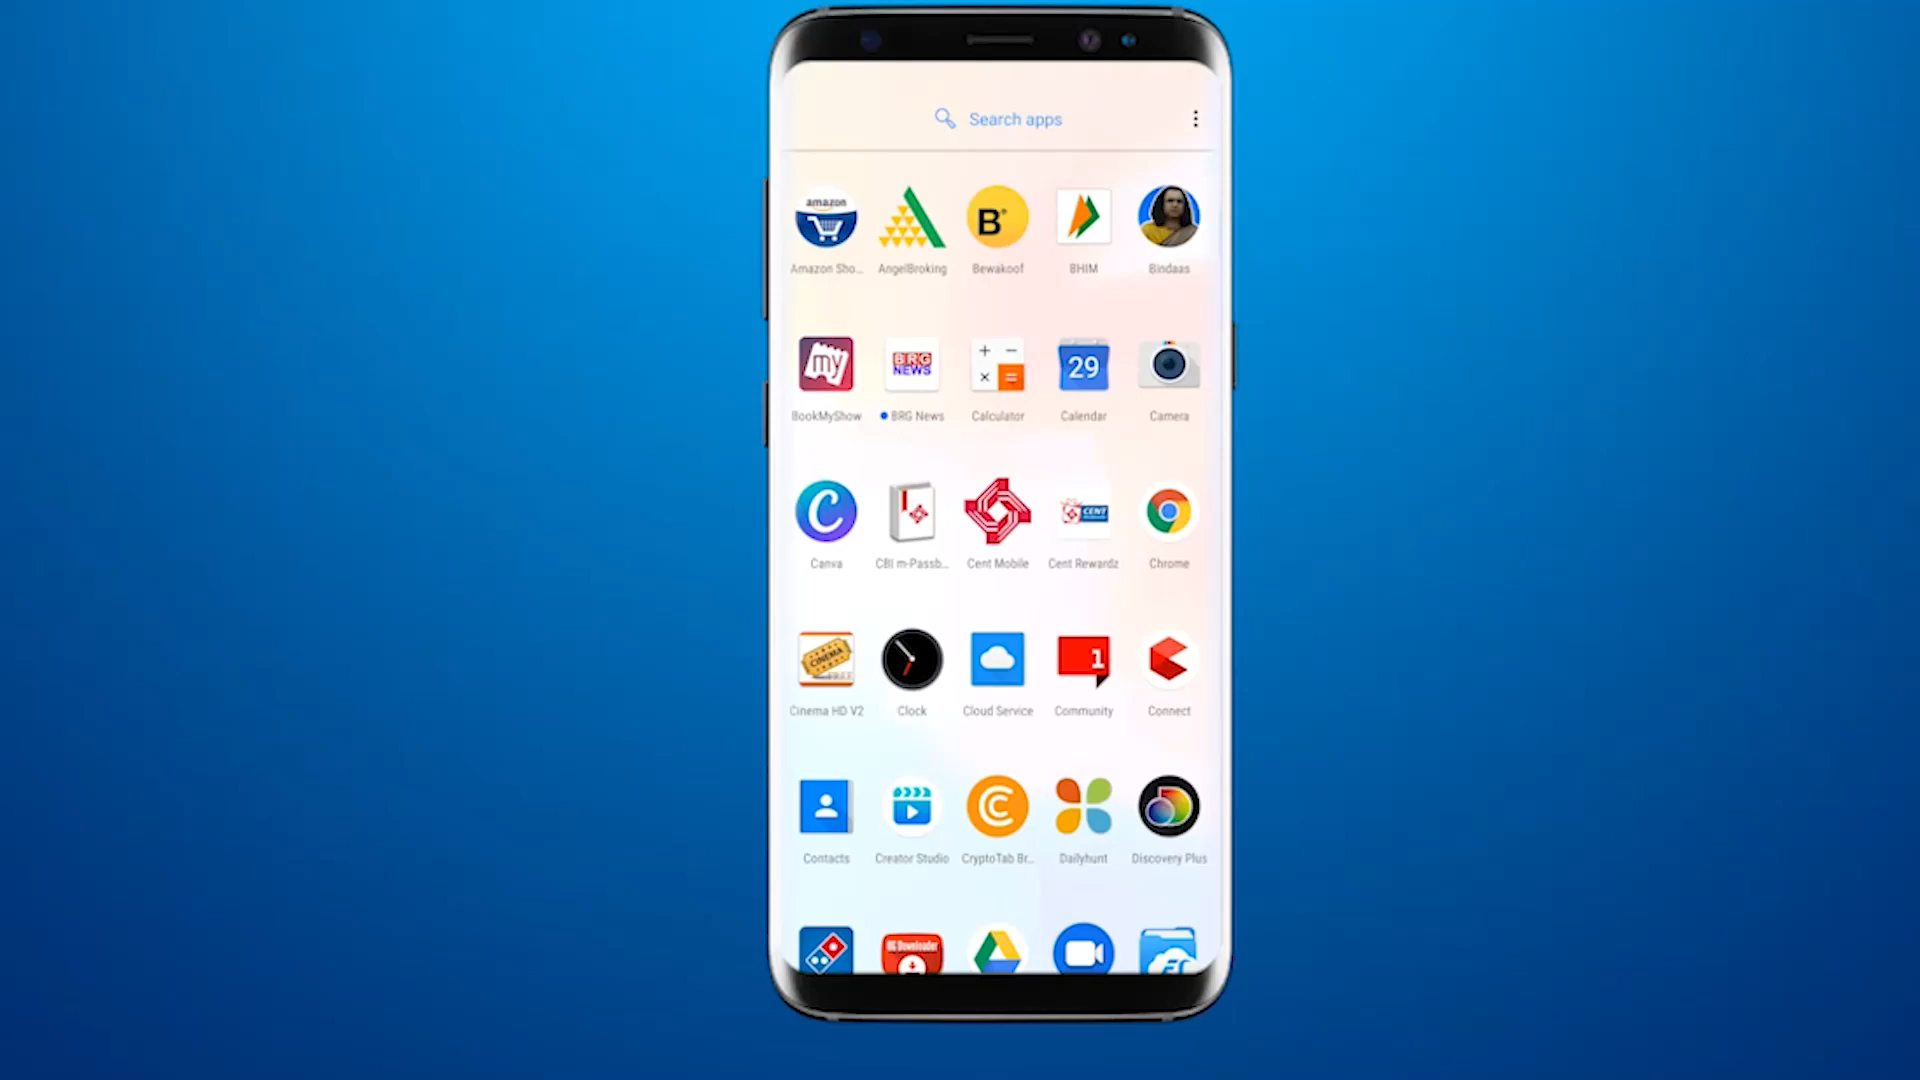 Search apps
amazon
B
Amazon Sho...
AngelBroking
Bewakoof
BHIM
Bindaas
my
BRG
NEWS
+ −
× =
29
BookMyShow
BRG News
Calculator
Calendar
Camera
C
CENT
Canva
CBI m-Passb...
Cent Mobile
Cent Rewardz
Chrome
CINEMA
1
Cinema HD V2
Clock
Cloud Service
Community
Connect
C
Contacts
Creator Studio
CryptoTab Br...
Dailyhunt
Discovery Plus
BG Downloader